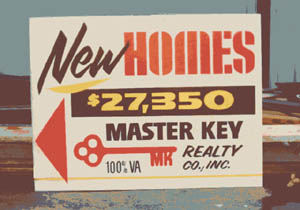 New HOMES
$27,350
MASTER KEY
MK REALTY
100% VA CO., INC.